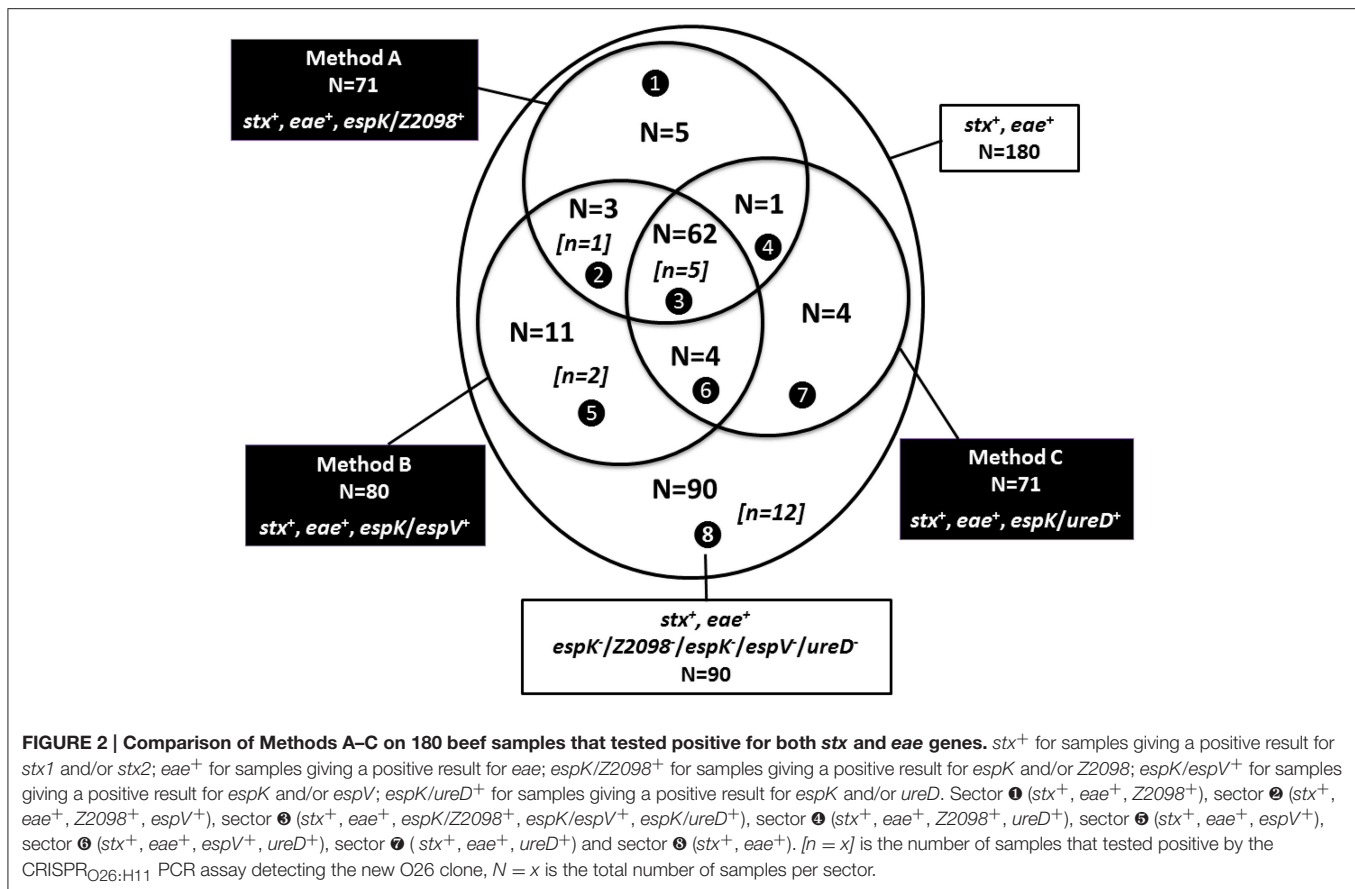 Method A
N=71
stx⁺, eae⁺, espK/Z2098⁺
❶
N=5
stx⁺, eae⁺
N=180
N=3
[n=1]
❷
N=62
[n=5]
❸
N=1
❹
N=11
[n=2]
❺
N=4
❻
N=4
❼
Method B
N=80
stx⁺, eae⁺, espK/espV⁺
Method C
N=71
stx⁺, eae⁺, espK/ureD⁺
N=90
[n=12]
❽
stx⁺, eae⁺
espK⁻/Z2098⁻/espK⁻/espV⁻/ureD⁻
N=90
FIGURE 2 | Comparison of Methods A–C on 180 beef samples that tested positive for both stx and eae genes. stx⁺ for samples giving a positive result for
stx1 and/or stx2; eae⁺ for samples giving a positive result for eae; espK/Z2098⁺ for samples giving a positive result for espK and/or Z2098; espK/espV⁺ for samples
giving a positive result for espK and/or espV; espK/ureD⁺ for samples giving a positive result for espK and/or ureD. Sector ❶ (stx⁺, eae⁺, Z2098⁺), sector ❷ (stx⁺,
eae⁺, Z2098⁺, espV⁺), sector ❸ (stx⁺, eae⁺, espK/Z2098⁺, espK/espV⁺, espK/ureD⁺), sector ❹ (stx⁺, eae⁺, Z2098⁺, ureD⁺), sector ❺ (stx⁺, eae⁺, espV⁺),
sector ❻ (stx⁺, eae⁺, espV⁺, ureD⁺), sector ❼ ( stx⁺, eae⁺, ureD⁺) and sector ❽ (stx⁺, eae⁺). [n = x] is the number of samples that tested positive by the
CRISPR_O26:H11 PCR assay detecting the new O26 clone, N = x is the total number of samples per sector.